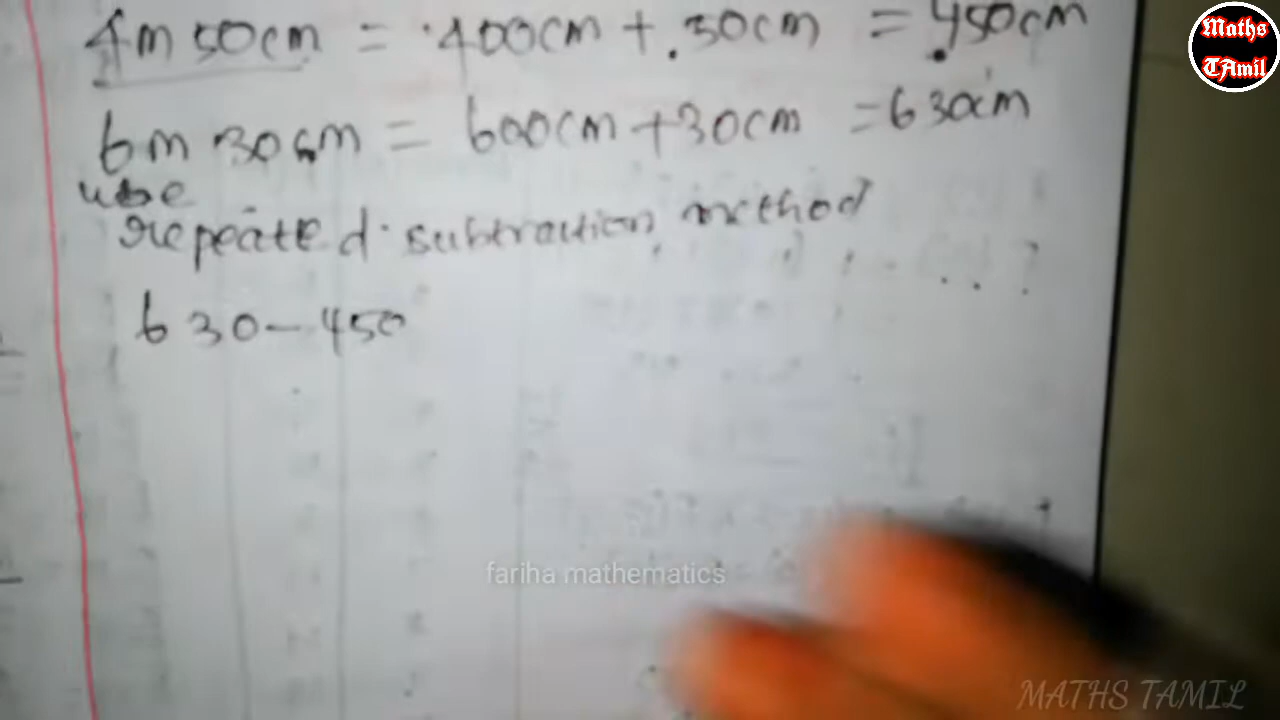 Maths
TAmil
4m 50cm = 400cm + 50cm = 450cm
6m 30cm = 600cm + 30cm = 630cm
use
repeated subtraction method
630 - 450
fariha mathematics
MATHS TAMIL